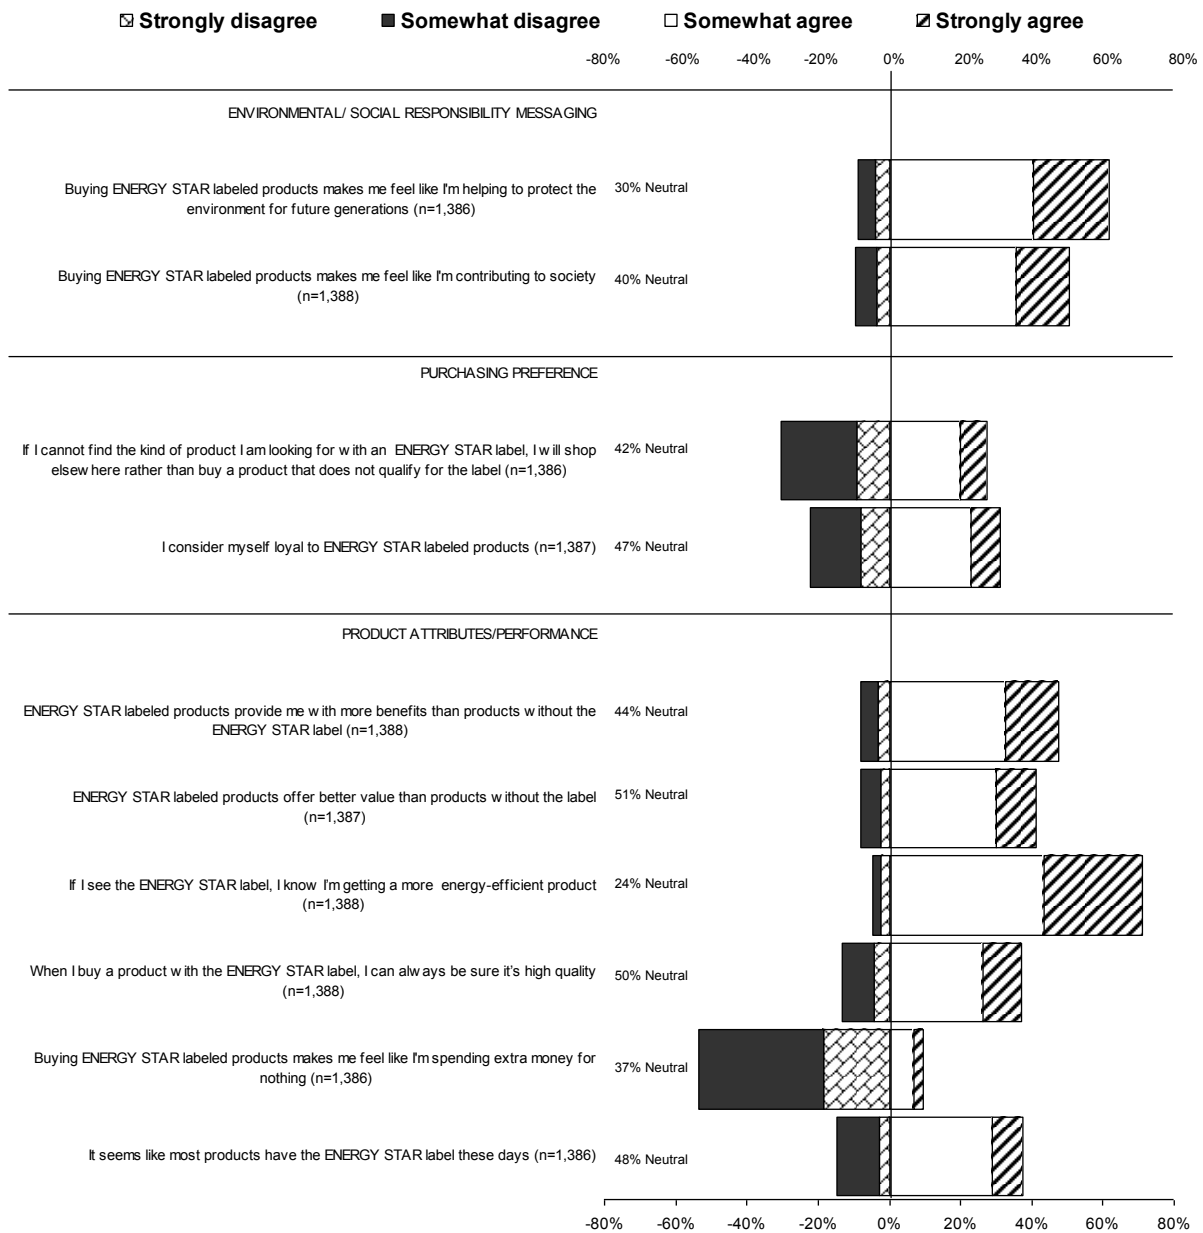 Strongly disagree Somewhat disagree Somewhat agree Strongly agree
-80% -60% -40% -20% 0% 20% 40% 60% 80%
ENVIRONMENTAL/ SOCIAL RESPONSIBILITY MESSAGING
Buying ENERGY STAR labeled products makes me feel like I'm helping to protect the
environment for future generations (n=1,386)
30% Neutral
Buying ENERGY STAR labeled products makes me feel like I'm contributing to society
(n=1,388)
40% Neutral
PURCHASING PREFERENCE
If I cannot find the kind of product I am looking for with an ENERGY STAR label, I will shop
elsewhere rather than buy a product that does not qualify for the label (n=1,386)
42% Neutral
I consider myself loyal to ENERGY STAR labeled products (n=1,387)
47% Neutral
PRODUCT ATTRIBUTES/PERFORMANCE
ENERGY STAR labeled products provide me with more benefits than products without the
ENERGY STAR label (n=1,388)
44% Neutral
ENERGY STAR labeled products offer better value than products without the label
(n=1,387)
51% Neutral
If I see the ENERGY STAR label, I know I'm getting a more energy-efficient product
(n=1,388)
24% Neutral
When I buy a product with the ENERGY STAR label, I can always be sure it's high quality
(n=1,388)
50% Neutral
Buying ENERGY STAR labeled products makes me feel like I'm spending extra money for
nothing (n=1,386)
37% Neutral
It seems like most products have the ENERGY STAR label these days (n=1,386)
48% Neutral
-80% -60% -40% -20% 0% 20% 40% 60% 80%